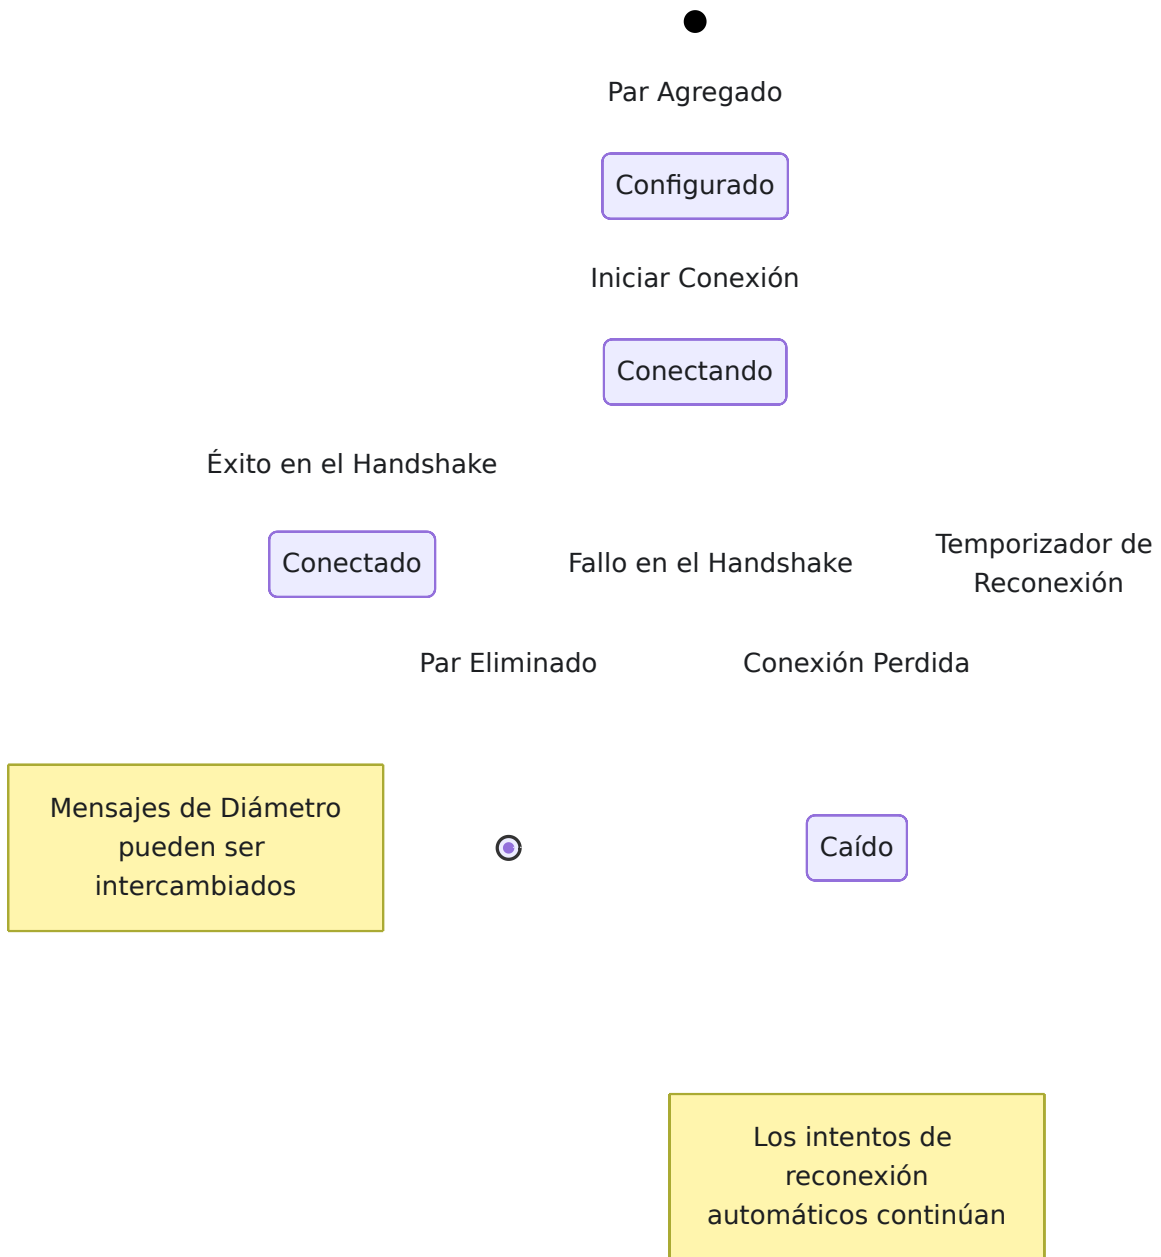 Par Agregado
Configurado
Iniciar Conexión
Conectando
Éxito en el Handshake
Conectado
Fallo en el Handshake
Temporizador de
Reconexión
Par Eliminado
Conexión Perdida
Mensajes de Diámetro
pueden ser
intercambiados
Caído
Los intentos de
reconexión
automáticos continúan